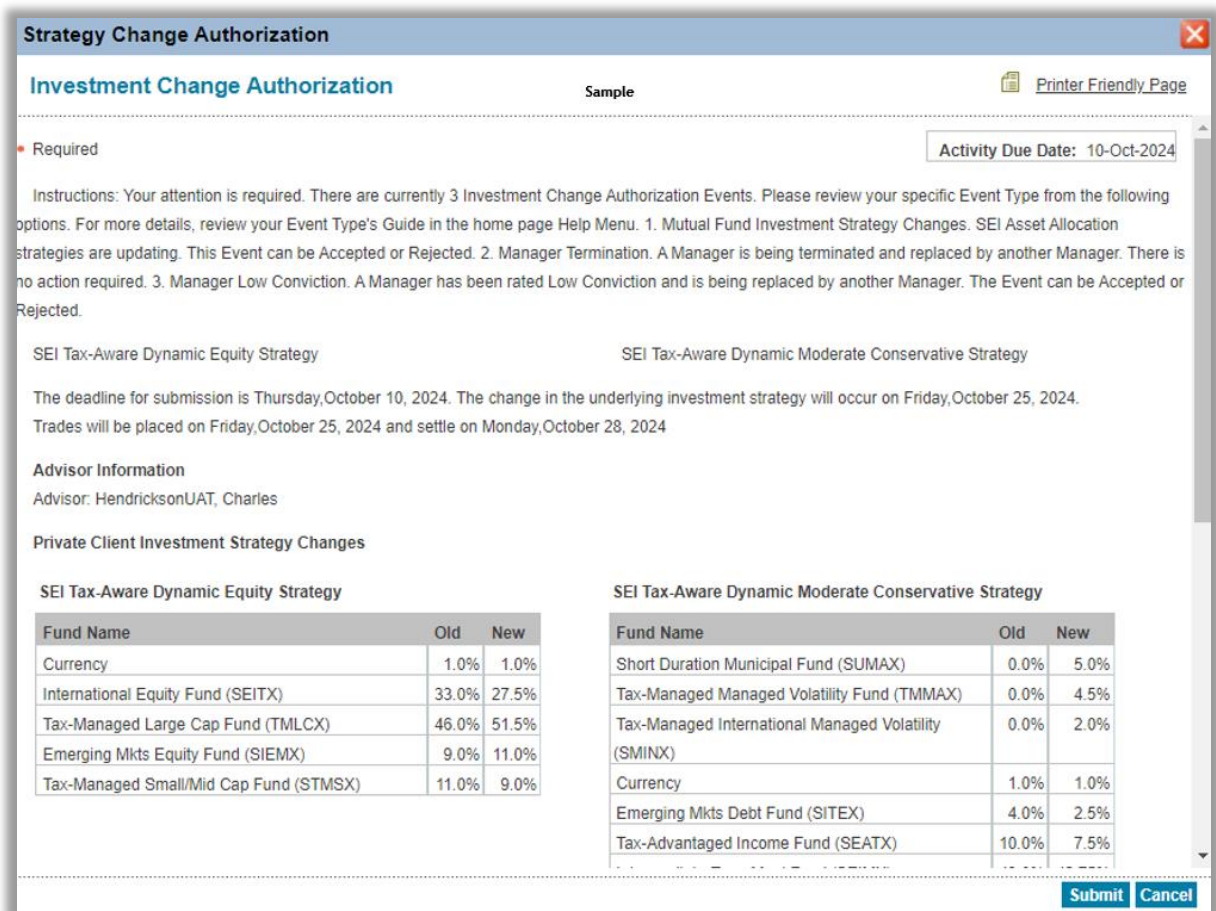 Strategy Change Authorization
Investment Change Authorization
Sample
Printer Friendly Page
• Required
Activity Due Date: 10-Oct-2024
Instructions: Your attention is required. There are currently 3 Investment Change Authorization Events. Please review your specific Event Type from the following
options. For more details, review your Event Type's Guide in the home page Help Menu. 1. Mutual Fund Investment Strategy Changes. SEI Asset Allocation
strategies are updating. This Event can be Accepted or Rejected. 2. Manager Termination. A Manager is being terminated and replaced by another Manager. There is
no action required. 3. Manager Low Conviction. A Manager has been rated Low Conviction and is being replaced by another Manager. The Event can be Accepted or
Rejected.
SEI Tax-Aware Dynamic Equity Strategy
SEI Tax-Aware Dynamic Moderate Conservative Strategy
The deadline for submission is Thursday,October 10, 2024. The change in the underlying investment strategy will occur on Friday,October 25, 2024.
Trades will be placed on Friday,October 25, 2024 and settle on Monday,October 28, 2024
Advisor Information
Advisor: HendricksonUAT, Charles
Private Client Investment Strategy Changes
SEI Tax-Aware Dynamic Equity Strategy
Fund Name Old New
Currency 1.0% 1.0%
International Equity Fund (SEITX) 33.0% 27.5%
Tax-Managed Large Cap Fund (TMLCX) 46.0% 51.5%
Emerging Mkts Equity Fund (SIEMX) 9.0% 11.0%
Tax-Managed Small/Mid Cap Fund (STMSX) 11.0% 9.0%
SEI Tax-Aware Dynamic Moderate Conservative Strategy
Fund Name Old New
Short Duration Municipal Fund (SUMAX) 0.0% 5.0%
Tax-Managed Managed Volatility Fund (TMMAX) 0.0% 4.5%
Tax-Managed International Managed Volatility 0.0% 2.0%
(SMINX)
Currency 1.0% 1.0%
Emerging Mkts Debt Fund (SITEX) 4.0% 2.5%
Tax-Advantaged Income Fund (SEATX) 10.0% 7.5%
Submit Cancel